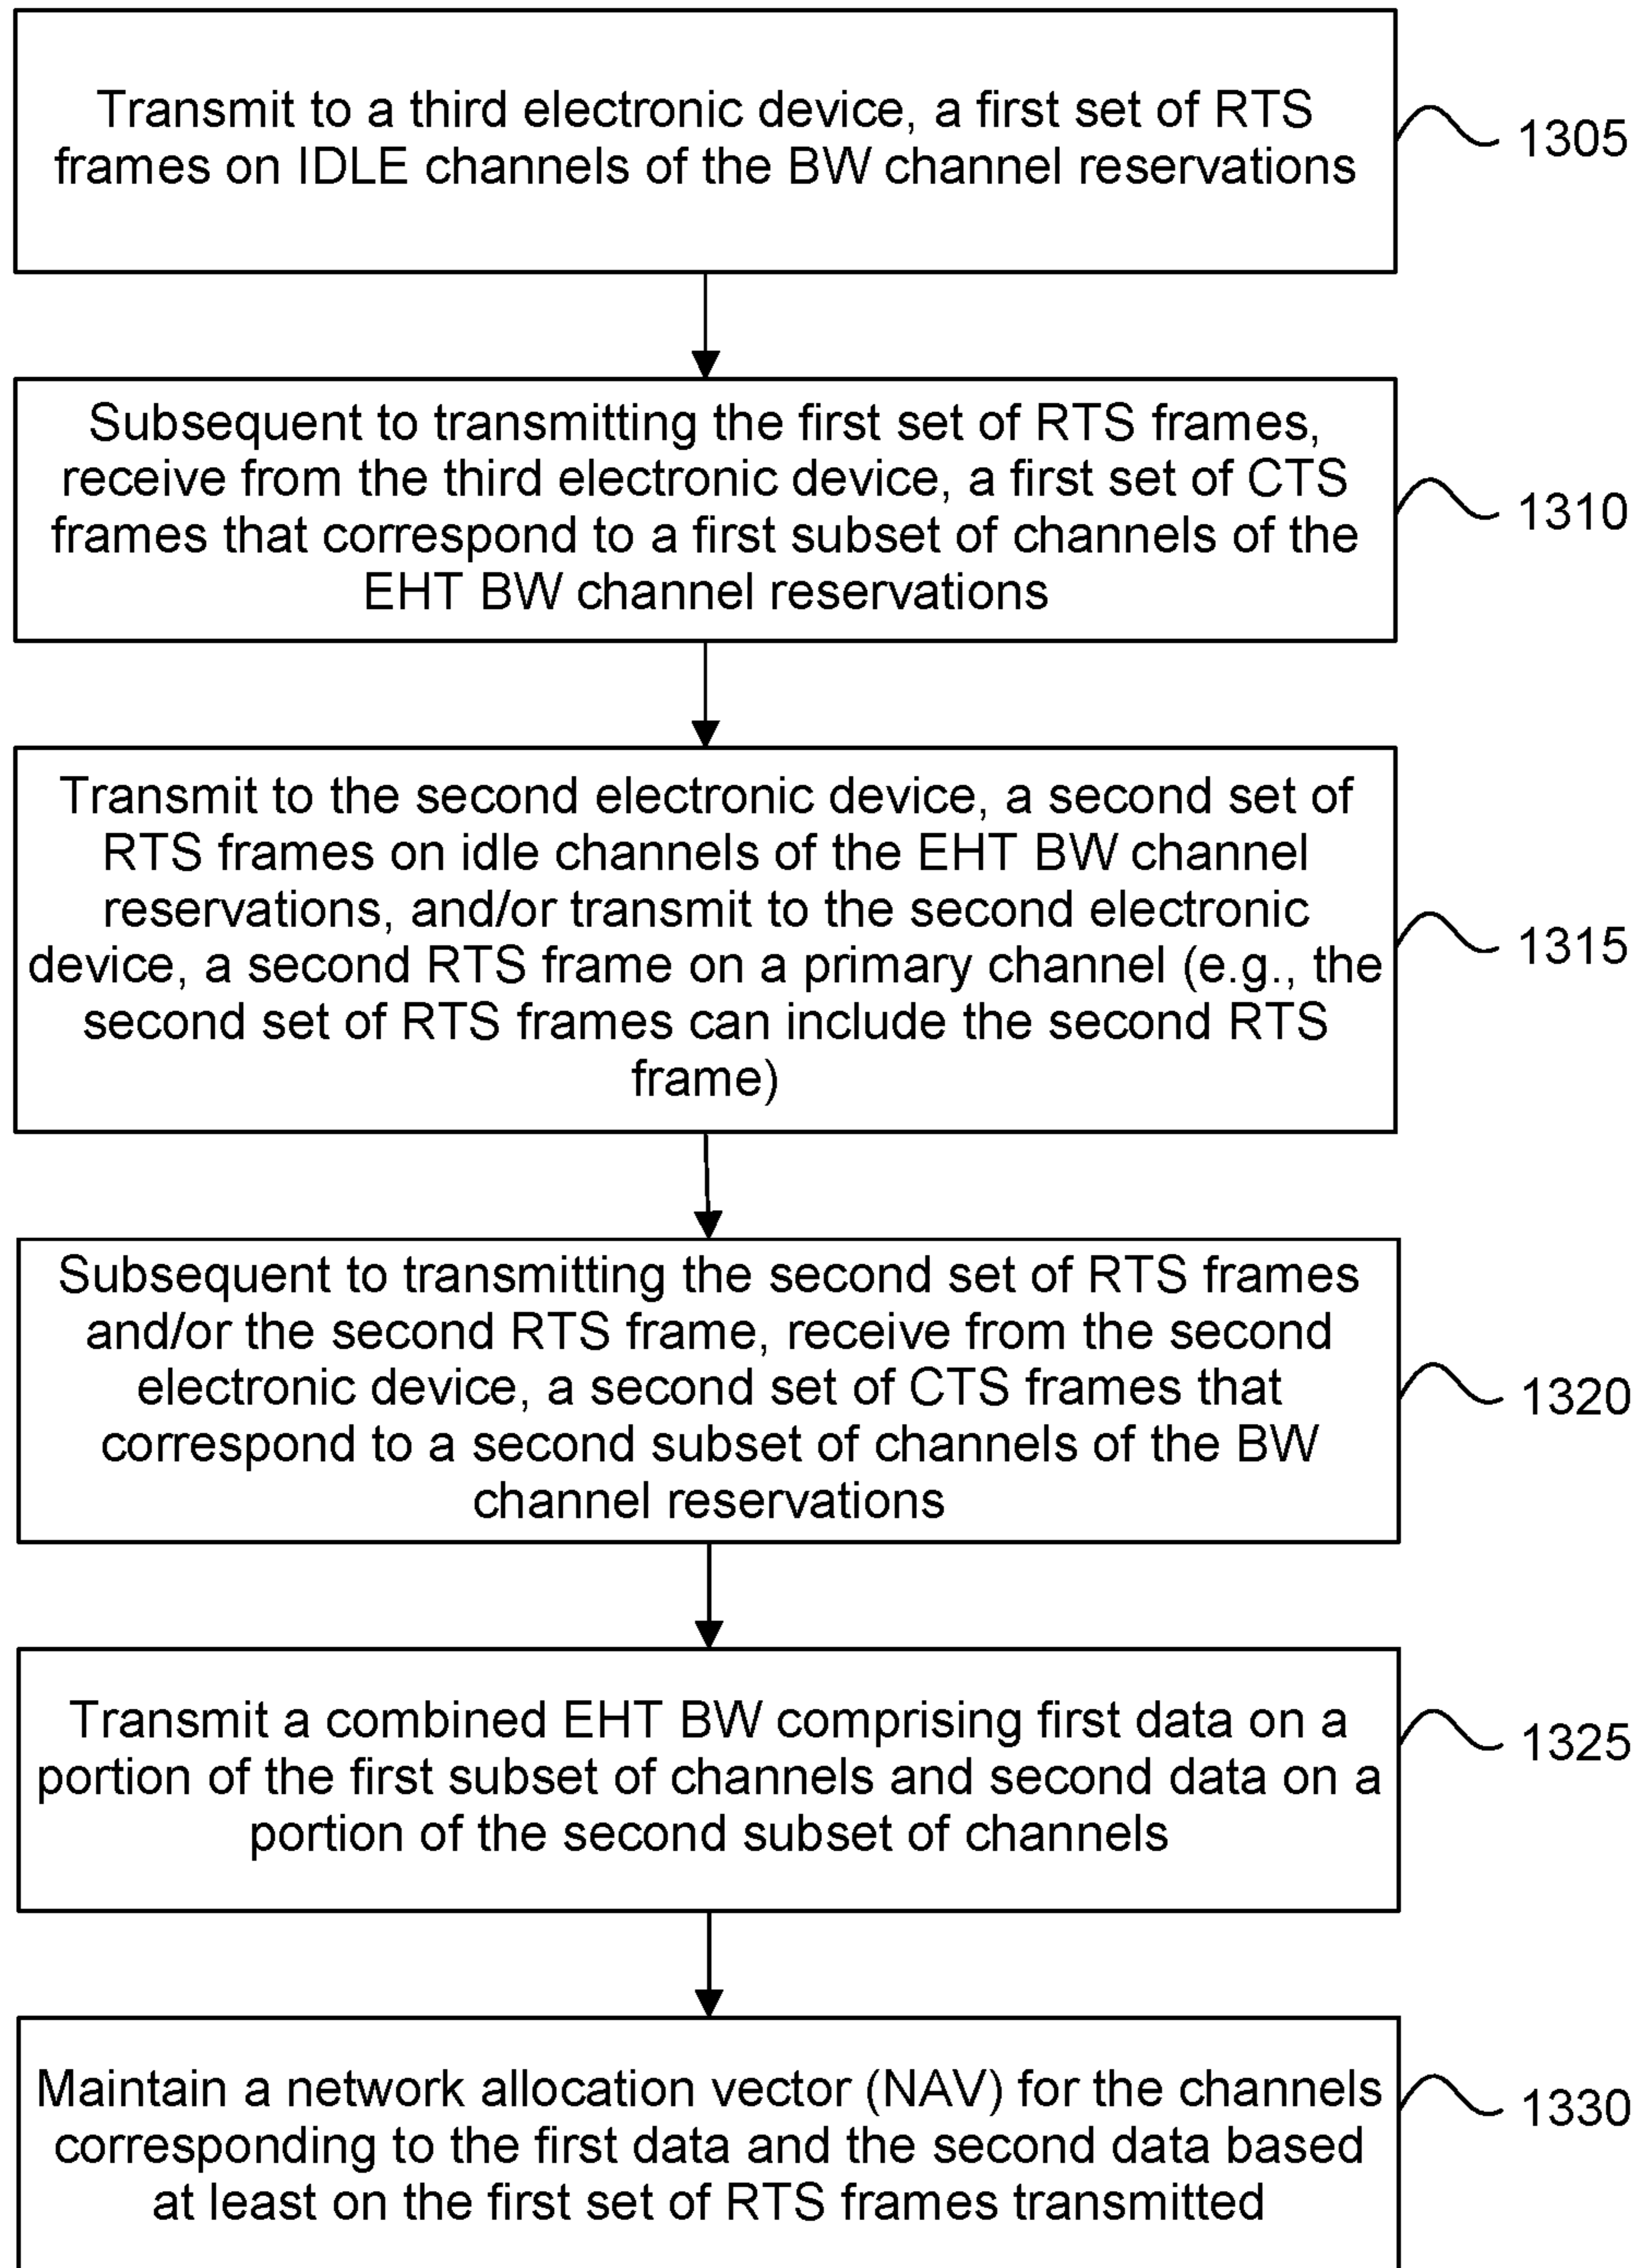 Transmit to a third electronic device, a first set of RTS
frames on IDLE channels of the BW channel reservations
1305
Subsequent to transmitting the first set of RTS frames,
receive from the third electronic device, a first set of CTS
frames that correspond to a first subset of channels of the
EHT BW channel reservations
1310
Transmit to the second electronic device, a second set of
RTS frames on idle channels of the EHT BW channel
reservations, and/or transmit to the second electronic
device, a second RTS frame on a primary channel (e.g., the
second set of RTS frames can include the second RTS
frame)
1315
Subsequent to transmitting the second set of RTS frames
and/or the second RTS frame, receive from the second
electronic device, a second set of CTS frames that
correspond to a second subset of channels of the BW
channel reservations
1320
Transmit a combined EHT BW comprising first data on a
portion of the first subset of channels and second data on a
portion of the second subset of channels
1325
Maintain a network allocation vector (NAV) for the channels
corresponding to the first data and the second data based
at least on the first set of RTS frames transmitted
1330